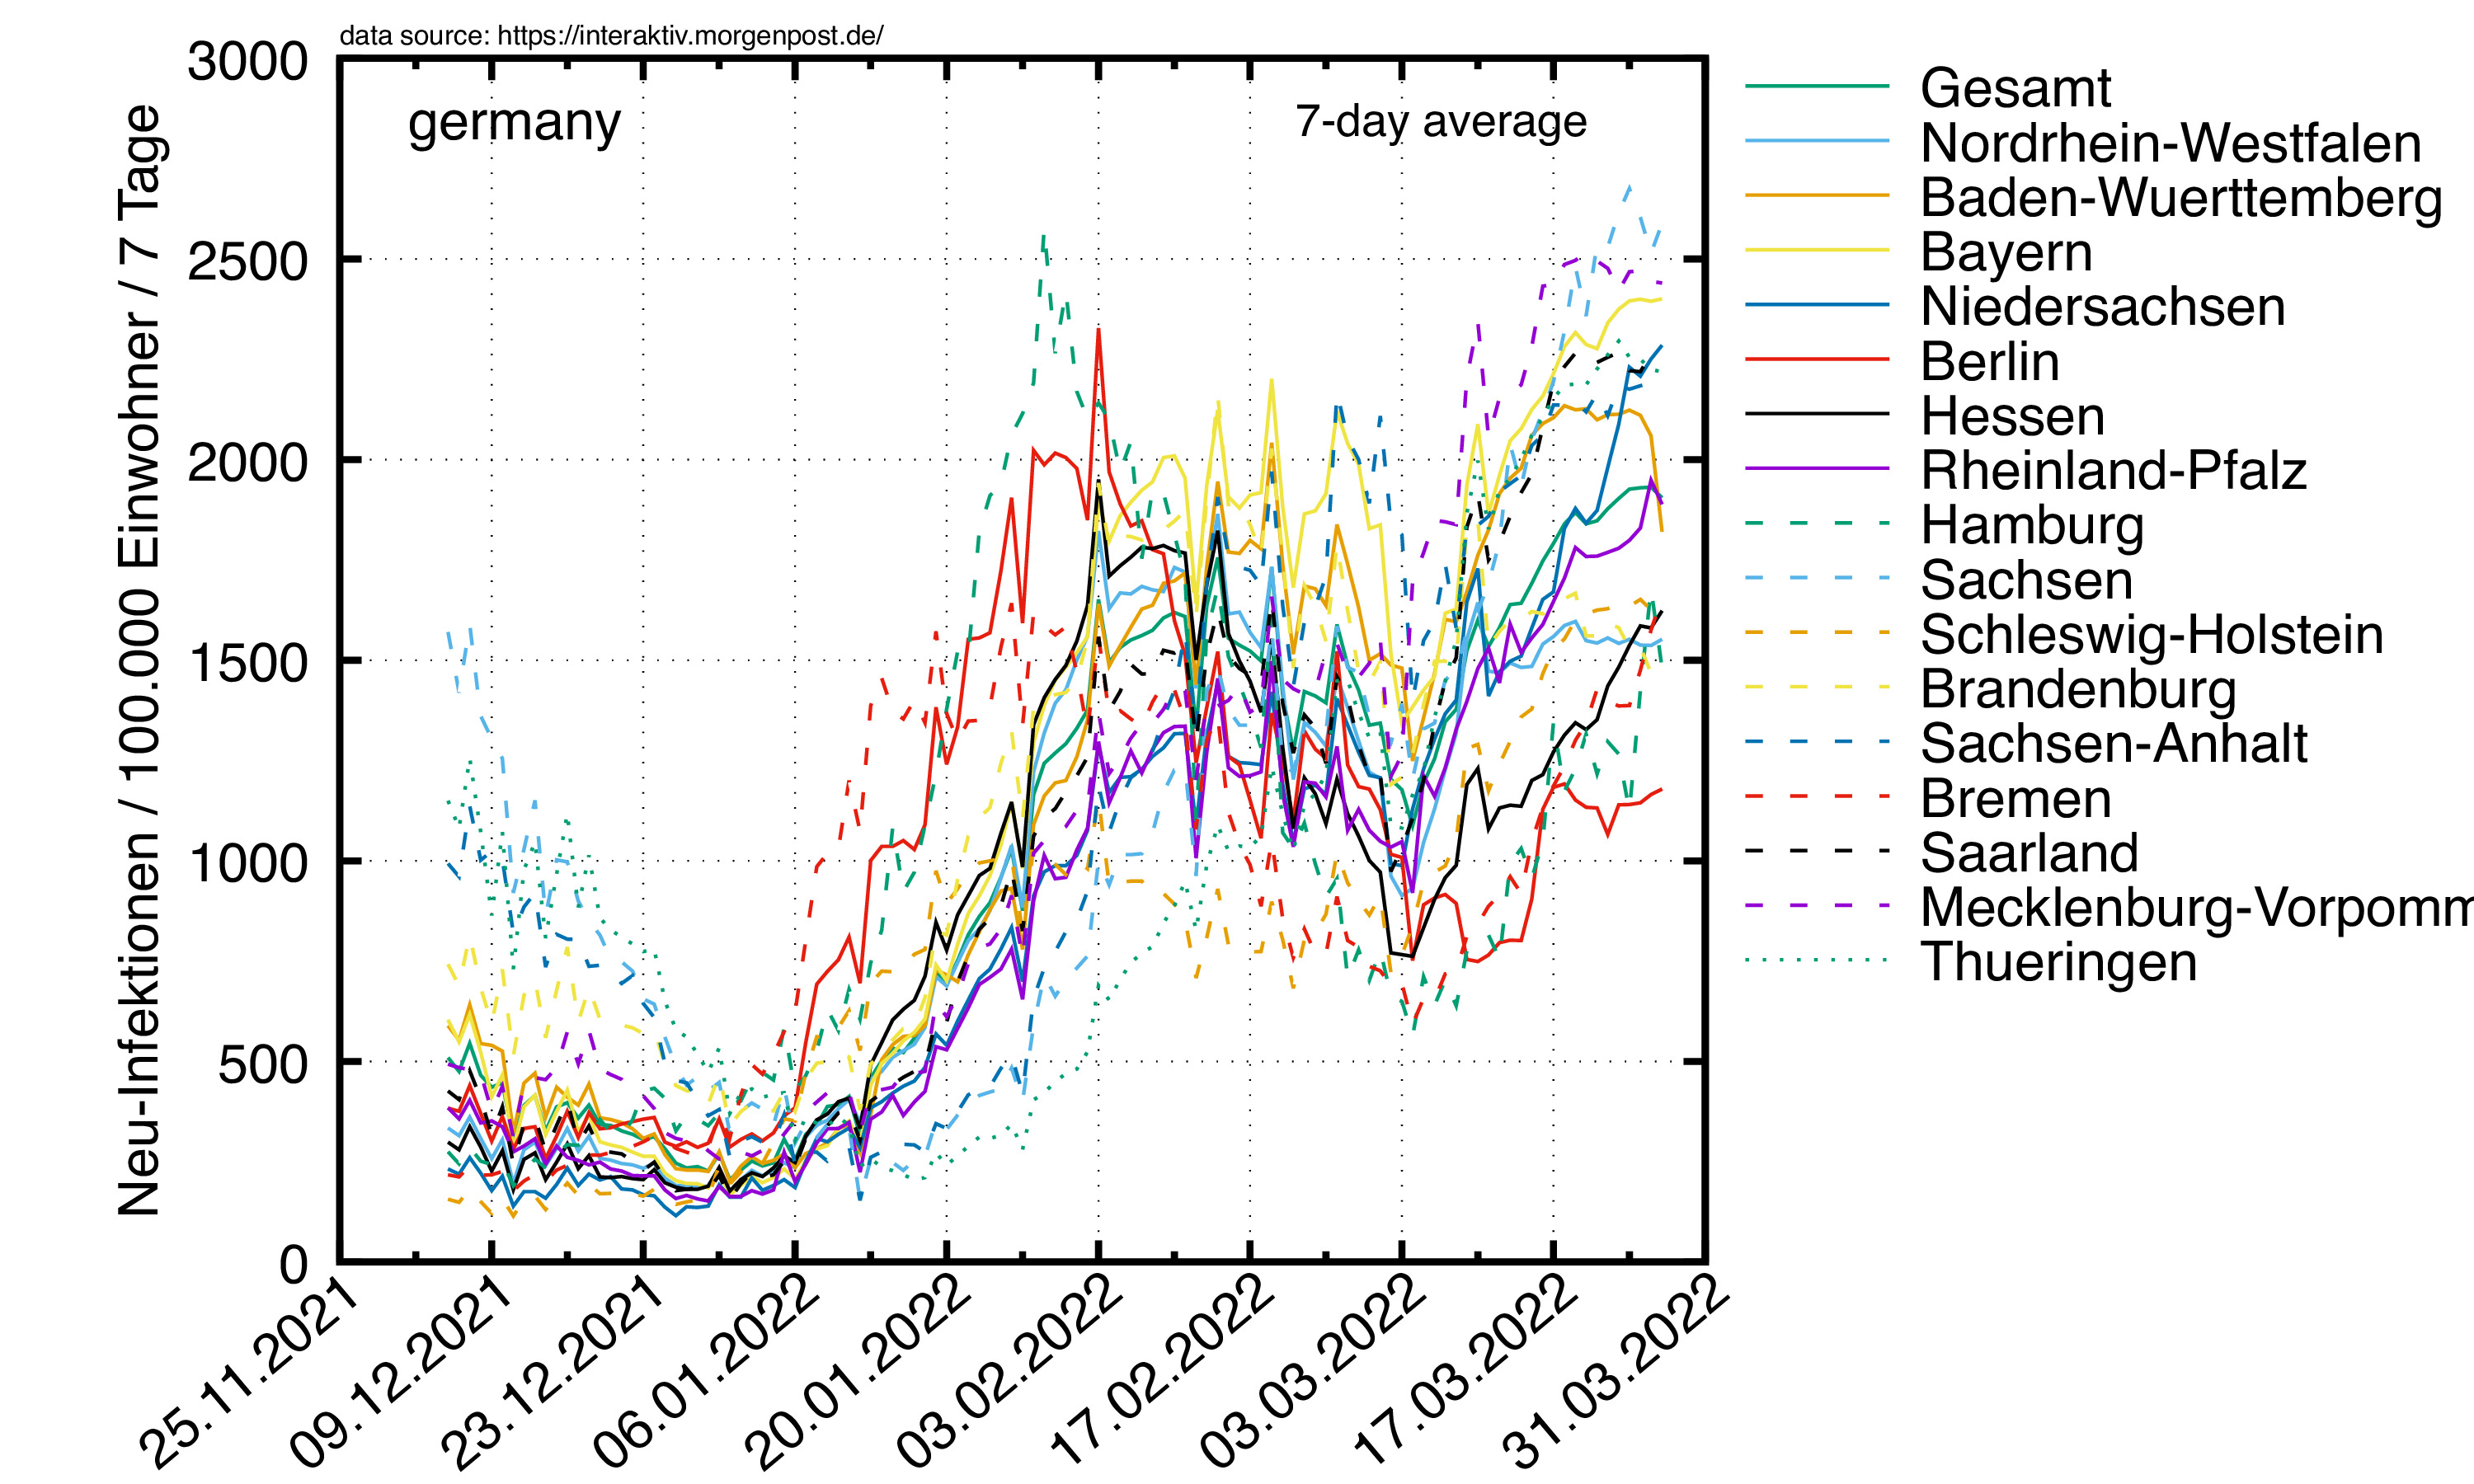 data source: https://interaktiv.morgenpost.de/
germany
7-day average
Neu-Infektionen / 100.000 Einwohner / 7 Tage
3000
2500
2000
1500
1000
500
0
25.11.2021
09.12.2021
23.12.2021
06.01.2022
20.01.2022
03.02.2022
17.02.2022
03.03.2022
17.03.2022
31.03.2022
Gesamt
Nordrhein-Westfalen
Baden-Wuerttemberg
Bayern
Niedersachsen
Berlin
Hessen
Rheinland-Pfalz
Hamburg
Sachsen
Schleswig-Holstein
Brandenburg
Sachsen-Anhalt
Bremen
Saarland
Mecklenburg-Vorpomm
Thueringen